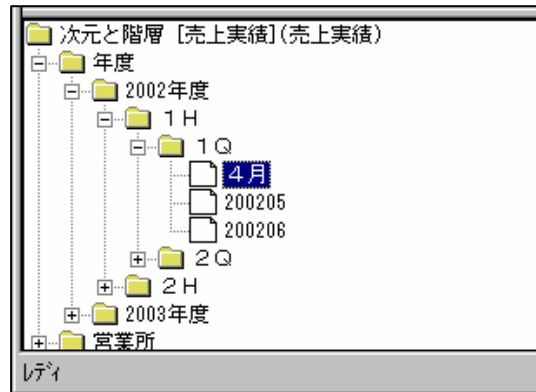 次元と階層 [売上実績](売上実績)
年度
2002年度
１H
１Q
４月
200205
200206
２Q
２H
2003年度
営業所
ﾚﾃﾞｨ